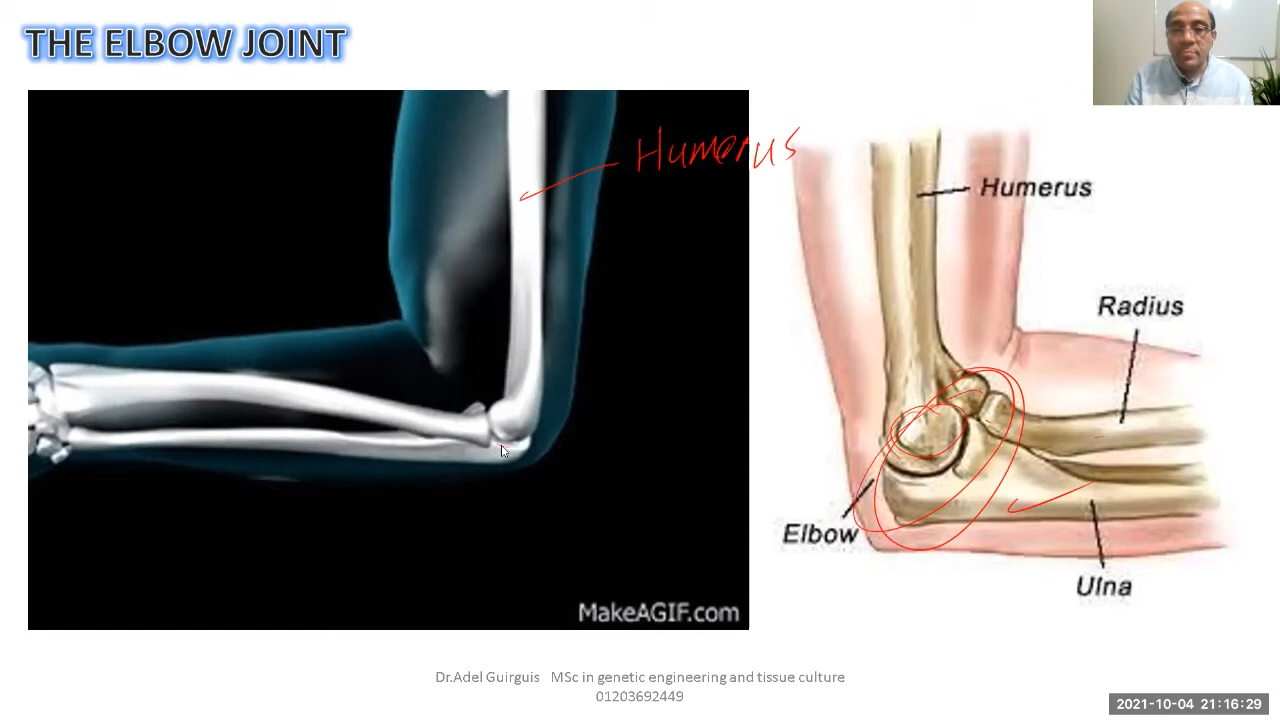 THE ELBOW JOINT
Humerus
Humerus
Radius
Elbow
Ulna
MakeAGIF.com
Dr.Adel Guirguis MSc in genetic engineering and tissue culture
01203692449
2021-10-04 21:16:29